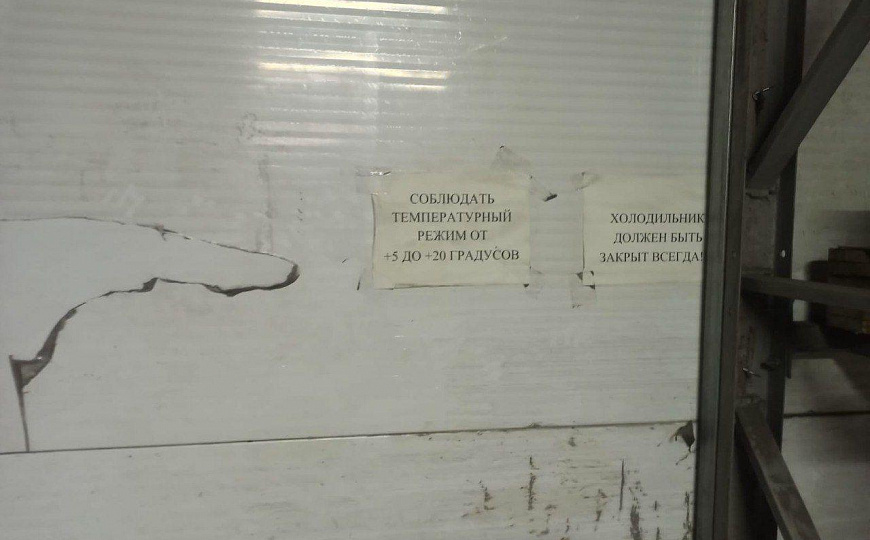 СОБЛЮДАТЬ
ТЕМПЕРАТУРНЫЙ
РЕЖИМ ОТ
+5 ДО +20 ГРАДУСОВ
ХОЛОДИЛЬНИК
ДОЛЖЕН БЫТЬ
ЗАКРЫТ ВСЕГДА!